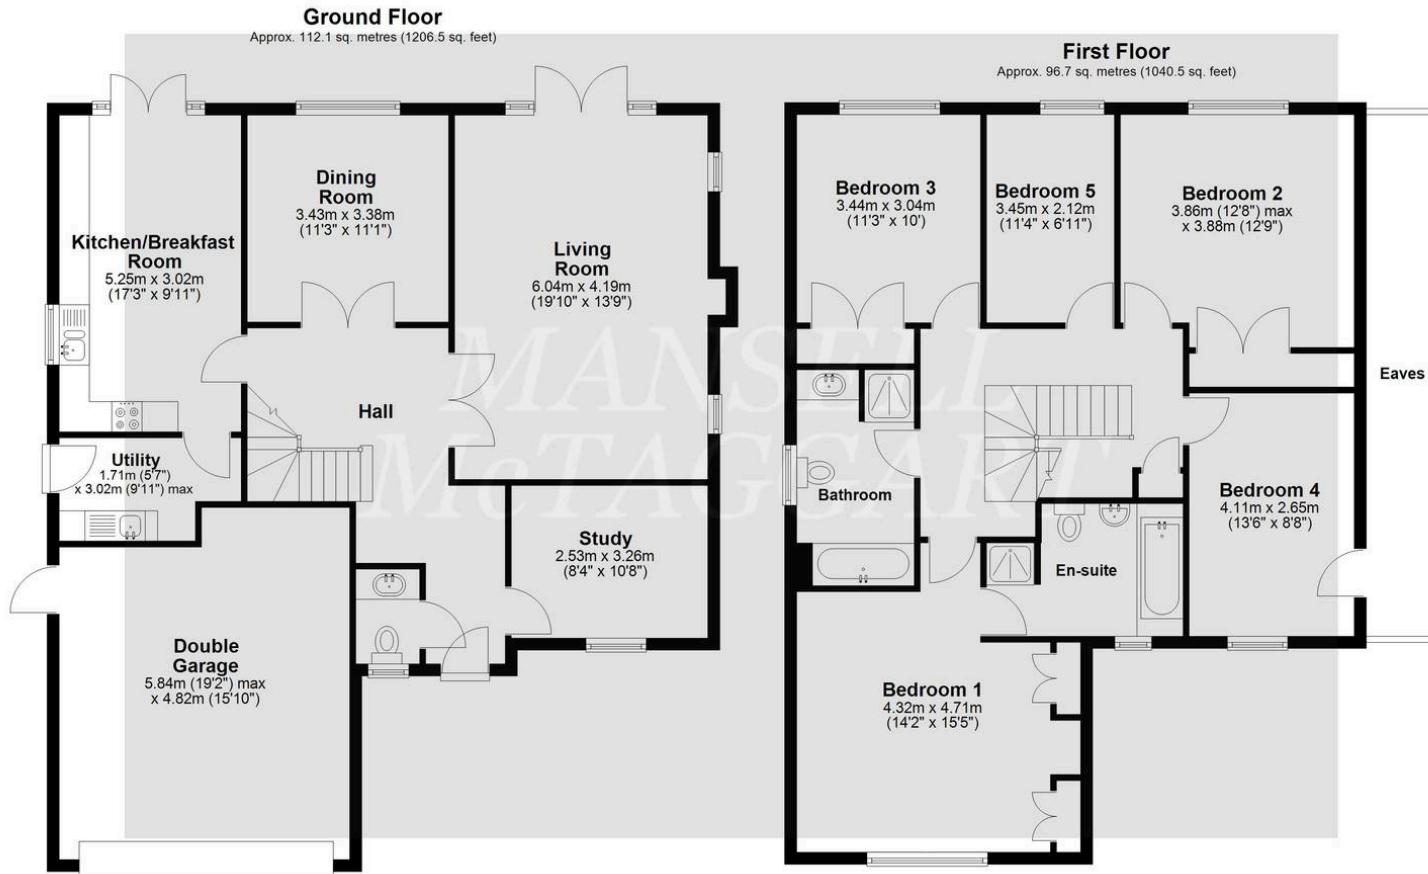 Ground Floor
Approx. 112.1 sq. metres (1206.5 sq. feet)
Kitchen/Breakfast
Room
5.25m x 3.02m
(17'3" x 9'11")
Dining
Room
3.43m x 3.38m
(11'3" x 11'1")
Living
Room
6.04m x 4.19m
(19'10" x 13'9")
Hall
Utility
1.71m (5'7")
x 3.02m (9'11") max
Study
2.53m x 3.26m
(8'4" x 10'8")
Double
Garage
5.84m (19'2") max
x 4.82m (15'10")
First Floor
Approx. 96.7 sq. metres (1040.5 sq. feet)
Bedroom 3
3.44m x 3.04m
(11'3" x 10')
Bedroom 5
3.45m x 2.12m
(11'4" x 6'11")
Bedroom 2
3.86m (12'8") max
x 3.88m (12'9")
Eaves
Bathroom
Bedroom 4
4.11m x 2.65m
(13'6" x 8'8")
En-suite
Bedroom 1
4.32m x 4.71m
(14'2" x 15'5")
MANSELL
McTAGGART